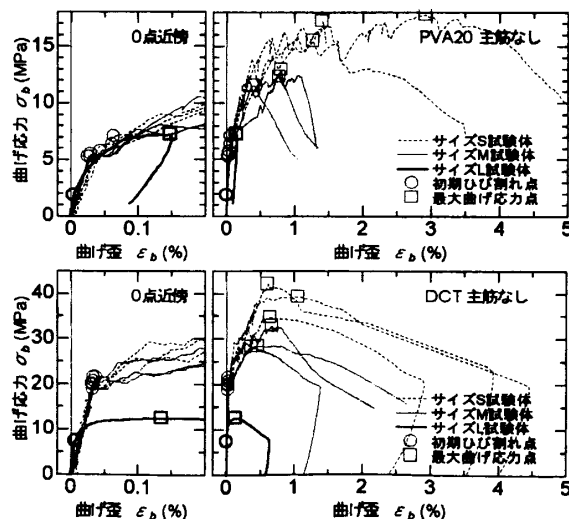 0点近傍
PVA20 主筋なし
曲げ応力 σb (MPa)
15
10
5
0
サイズS試験体
サイズM試験体
サイズL試験体
初期ひび割れ点
最大曲げ応力点
0 0.1 0 1 2 3 4 5
曲げ歪 εb (%) 曲げ歪 εb (%)
0点近傍
DCT 主筋なし
曲げ応力 σb (MPa)
40
30
20
10
0
サイズS試験体
サイズM試験体
サイズL試験体
初期ひび割れ点
最大曲げ応力点
0 0.1 0 1 2 3 4 5
曲げ歪 εb (%) 曲げ歪 εb (%)